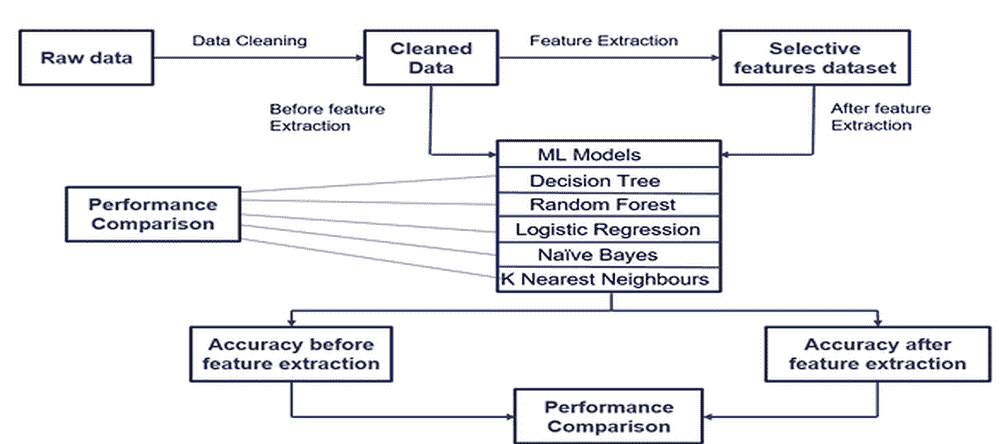 Raw data
Data Cleaning
Cleaned
Data
Feature Extraction
Selective
features dataset
Before feature
Extraction
After feature
Extraction
ML Models
Decision Tree
Random Forest
Logistic Regression
Naïve Bayes
K Nearest Neighbours
Performance
Comparison
Accuracy before
feature extraction
Accuracy after
feature extraction
Performance
Comparison